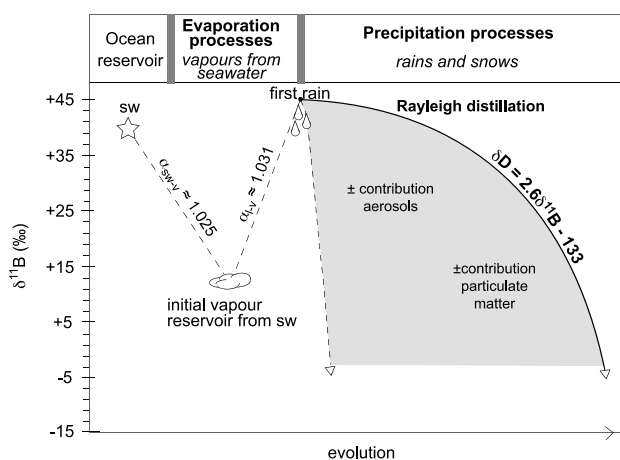 Ocean
reservoir
Evaporation
processes
vapours from
seawater
Precipitation processes
rains and snows
δ¹¹B (‰)
+45
+35
+25
+15
+5
-5
-15
sw
first rain
Rayleigh distillation
αsw-v ≈ 1.025
αl-v ≈ 1.031
δD = 2.6δ¹¹B - 133
± contribution
aerosols
±contribution
particulate
matter
initial vapour
reservoir from sw
evolution